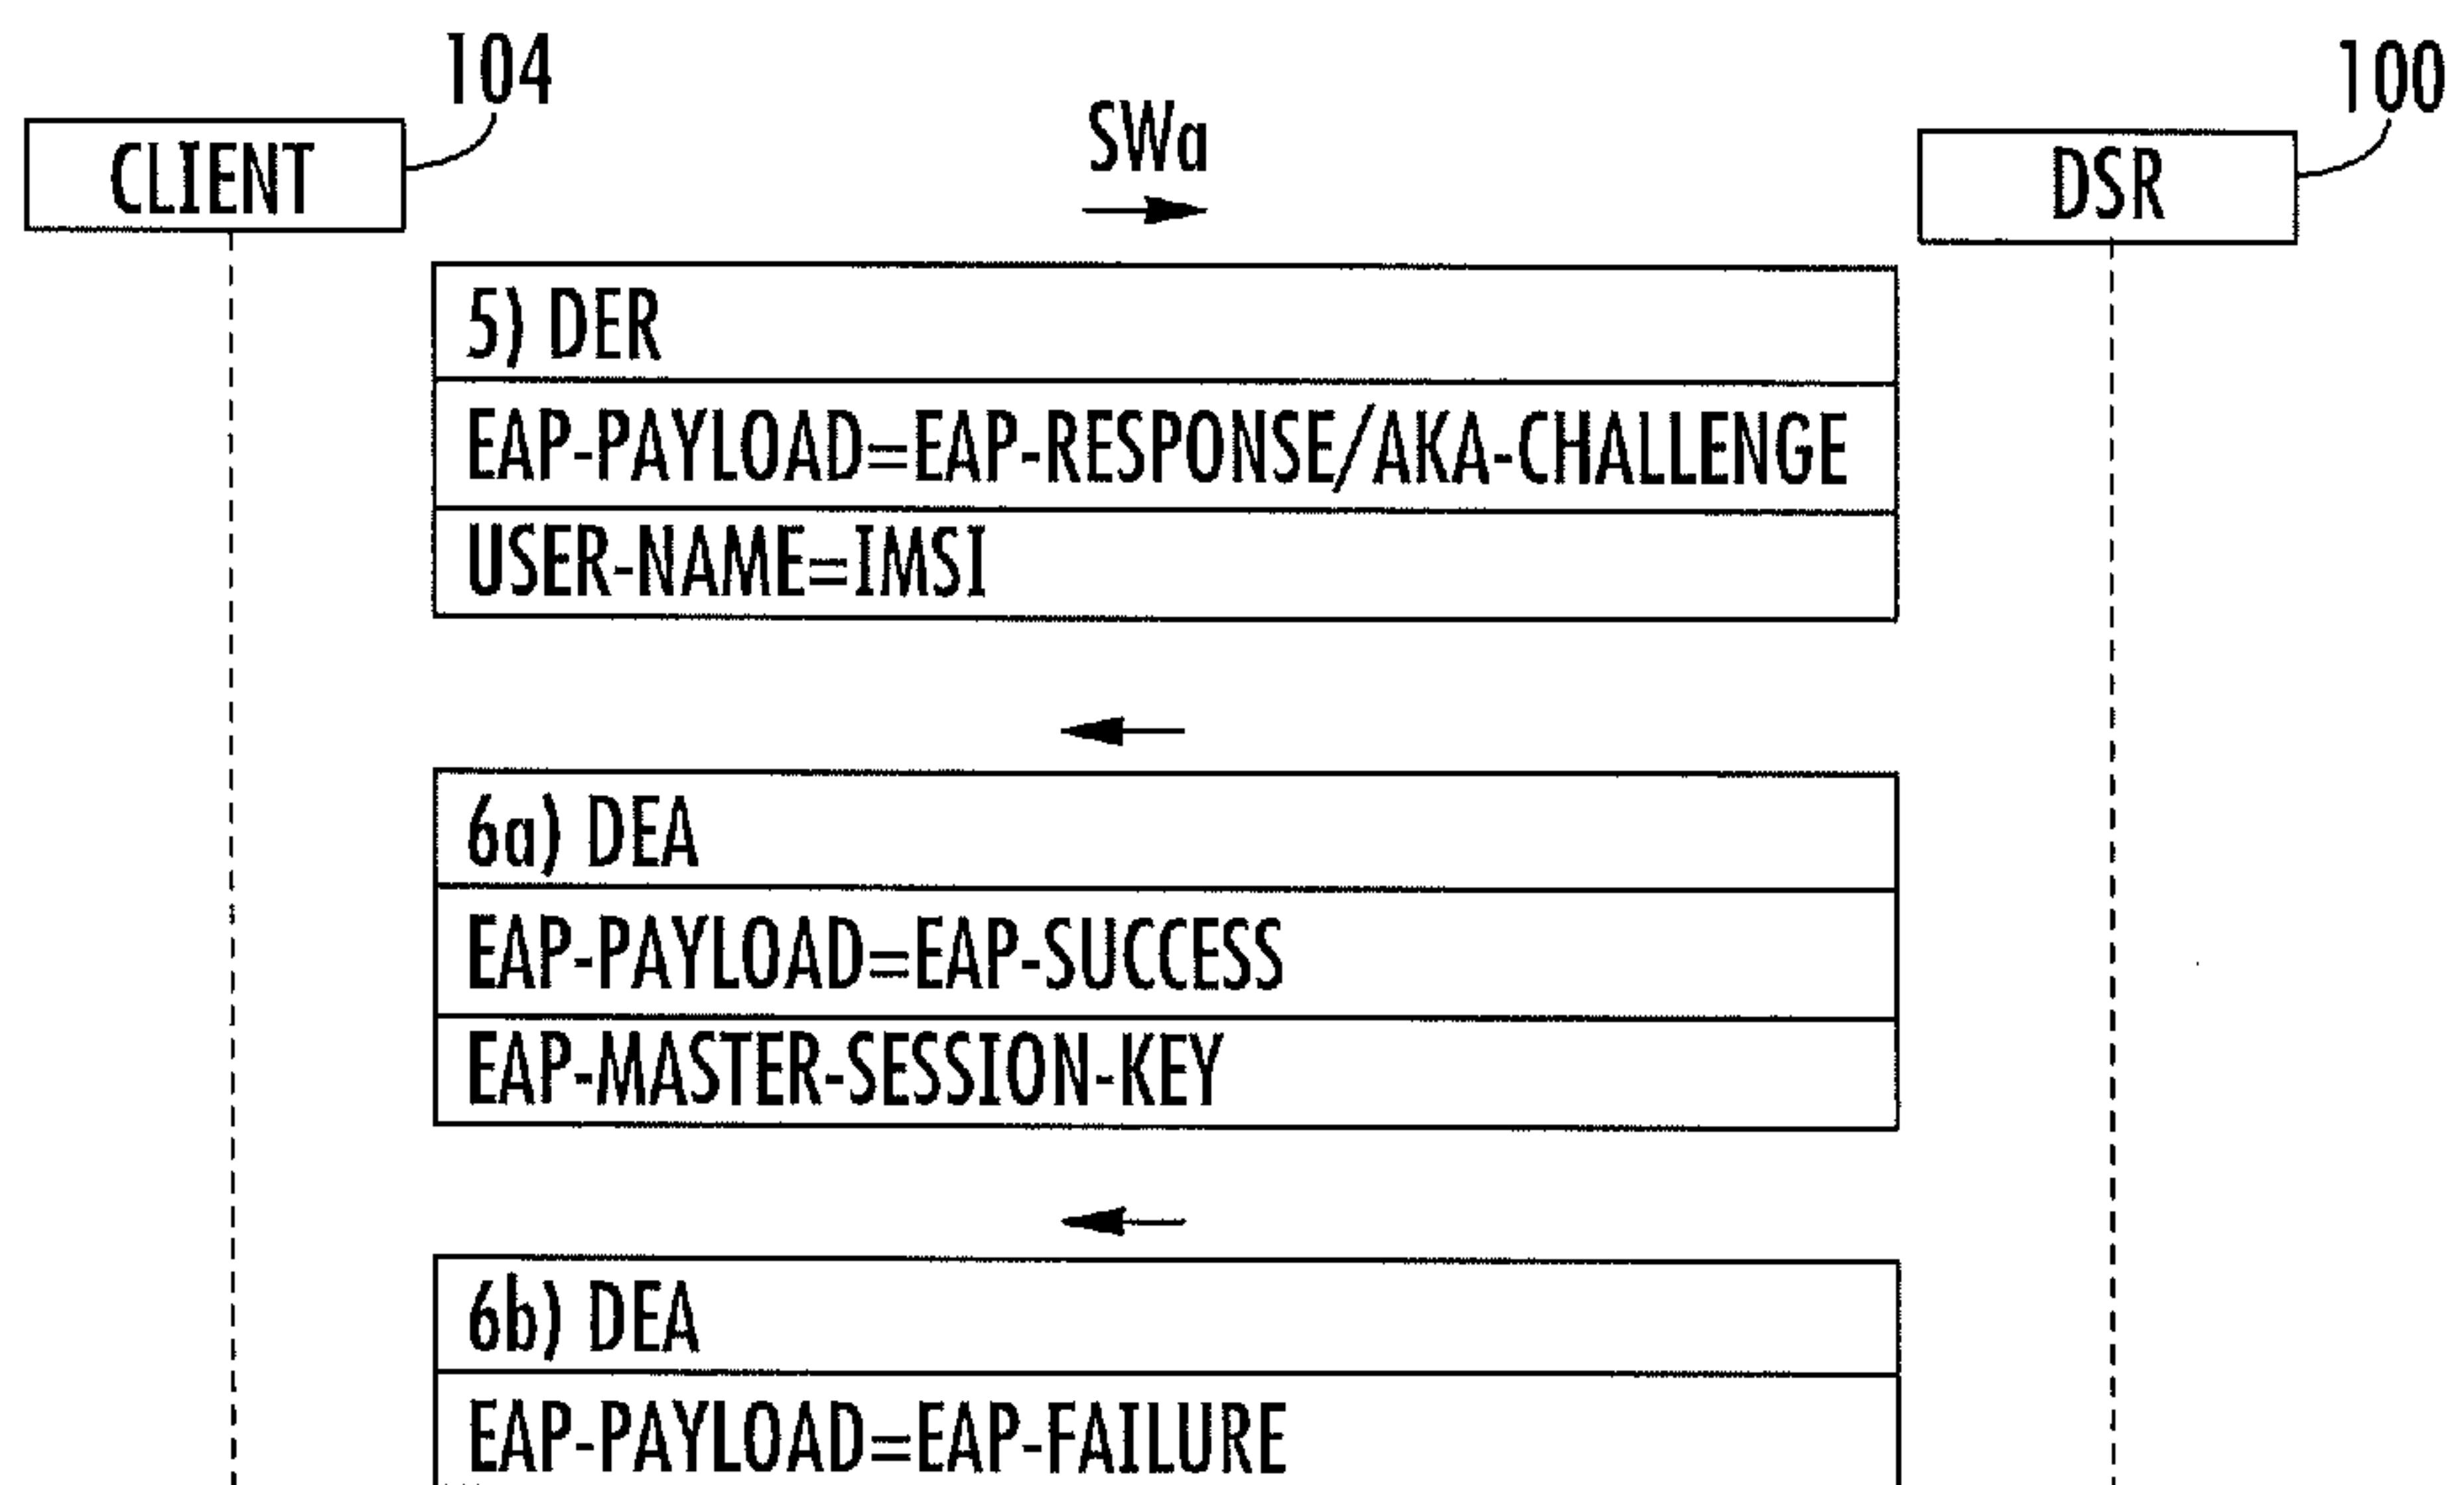 104
100
SWa
CLIENT
DSR
5) DER
EAP-PAYLOAD=EAP-RESPONSE/AKA-CHALLENGE
USER-NAME=IMSI
6a) DEA
EAP-PAYLOAD=EAP-SUCCESS
EAP-MASTER-SESSION-KEY
6b) DEA
EAP-PAYLOAD=EAP-FAILURE